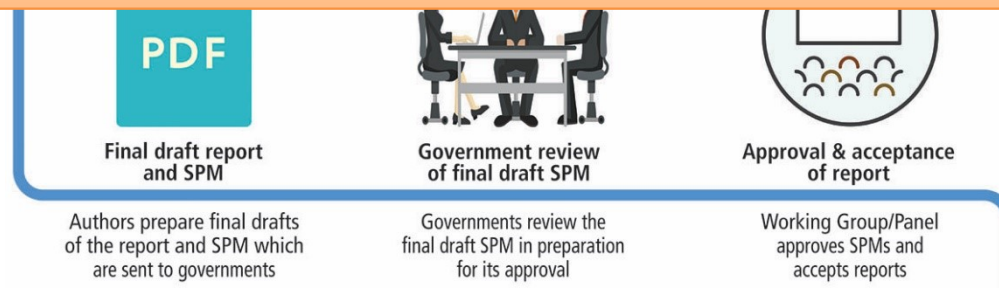 PDF
Final draft report
and SPM
Authors prepare final drafts
of the report and SPM which
are sent to governments
Government review
of final draft SPM
Governments review the
final draft SPM in preparation
for its approval
Approval & acceptance
of report
Working Group/Panel
approves SPMs and
accepts reports